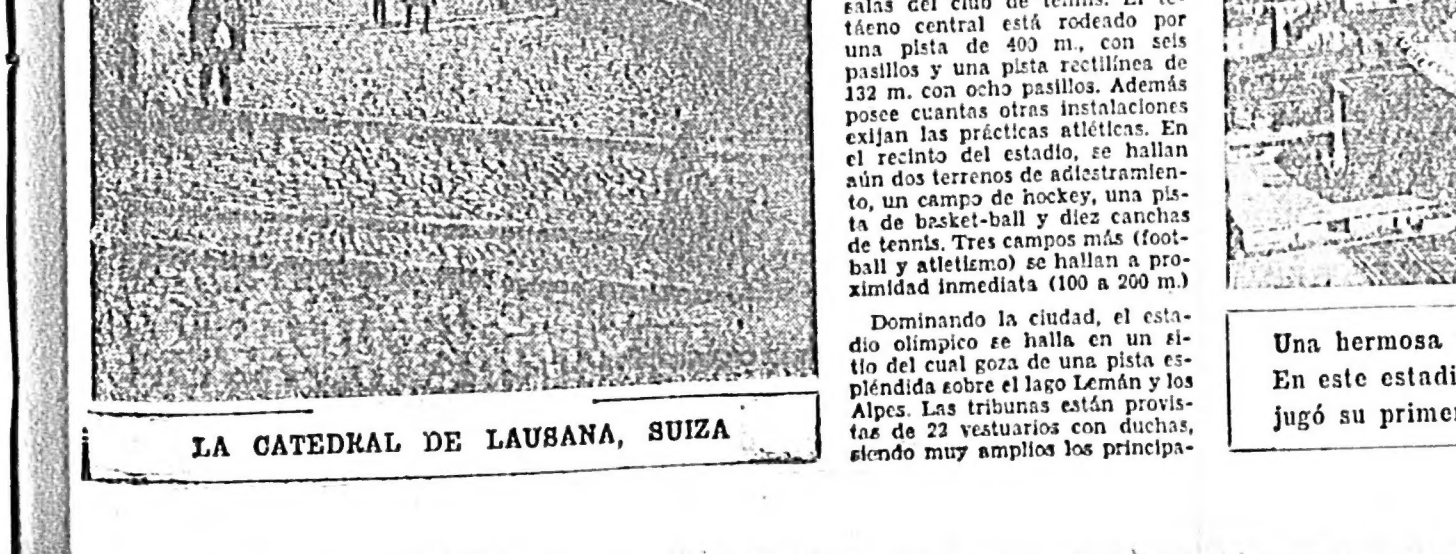 salas del club de tennis. El te-
táeno central está rodeado por
una pista de 400 m., con seis
pasillos y una pista rectilínea de
132 m. con ocho pasillos. Además
posee cuantas otras instalaciones
exijan las prácticas atléticas. En
el recinto del estadio, se hallan
aún dos terrenos de adiestramien-
to, un campo de hockey, una pis-
ta de basket-ball y diez canchas
de tennis. Tres campos más (foot-
ball y atletismo) se hallan a pro-
ximidad inmediata (100 a 200 m.)
Dominando la ciudad, el esta-
dio olímpico se halla en un si-
tio del cual goza de una pista es-
pléndida sobre el lago Lemán y los
Alpes. Las tribunas están provis-
tas de 22 vestuarios con duchas,
siendo muy amplios los principa-
LA CATEDRAL DE LAUSANA, SUIZA
Una hermosa
En este estadi
jugó su prime